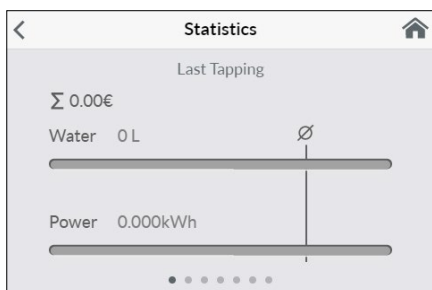 Statistics
Last Tapping
Σ 0.00€
Water 0 L Ø
Power 0.000kWh